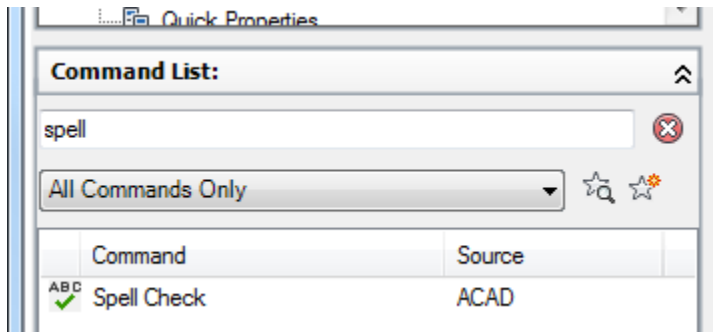 Quick Properties
Command List:
spell
All Commands Only
Command Source
ABC Spell Check ACAD